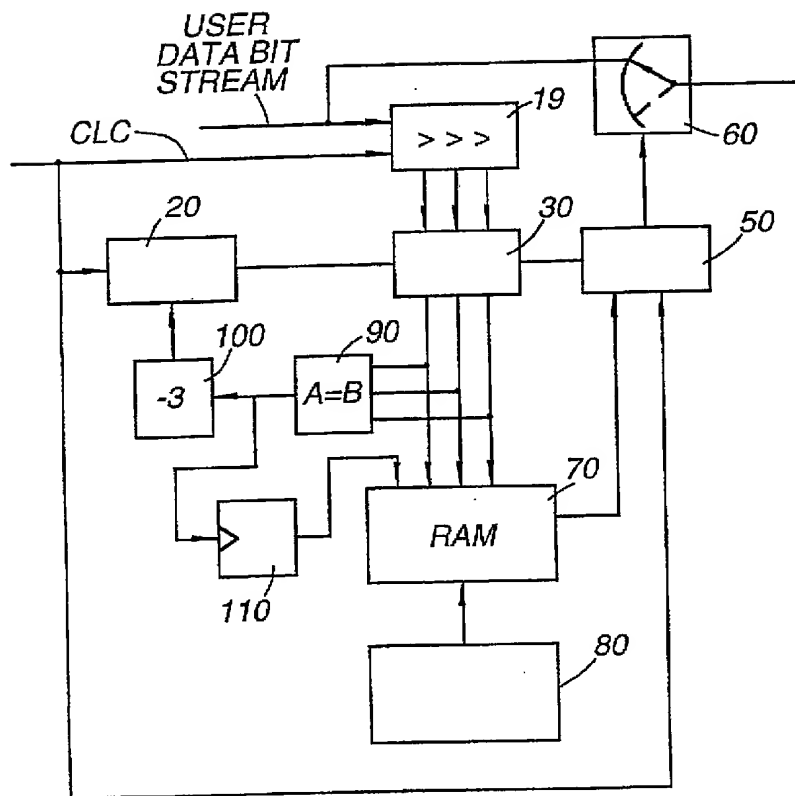 USER
DATA BIT
STREAM
19
CLC
> > >
60
20
30
50
100
90
-3
A=B
70
RAM
110
80